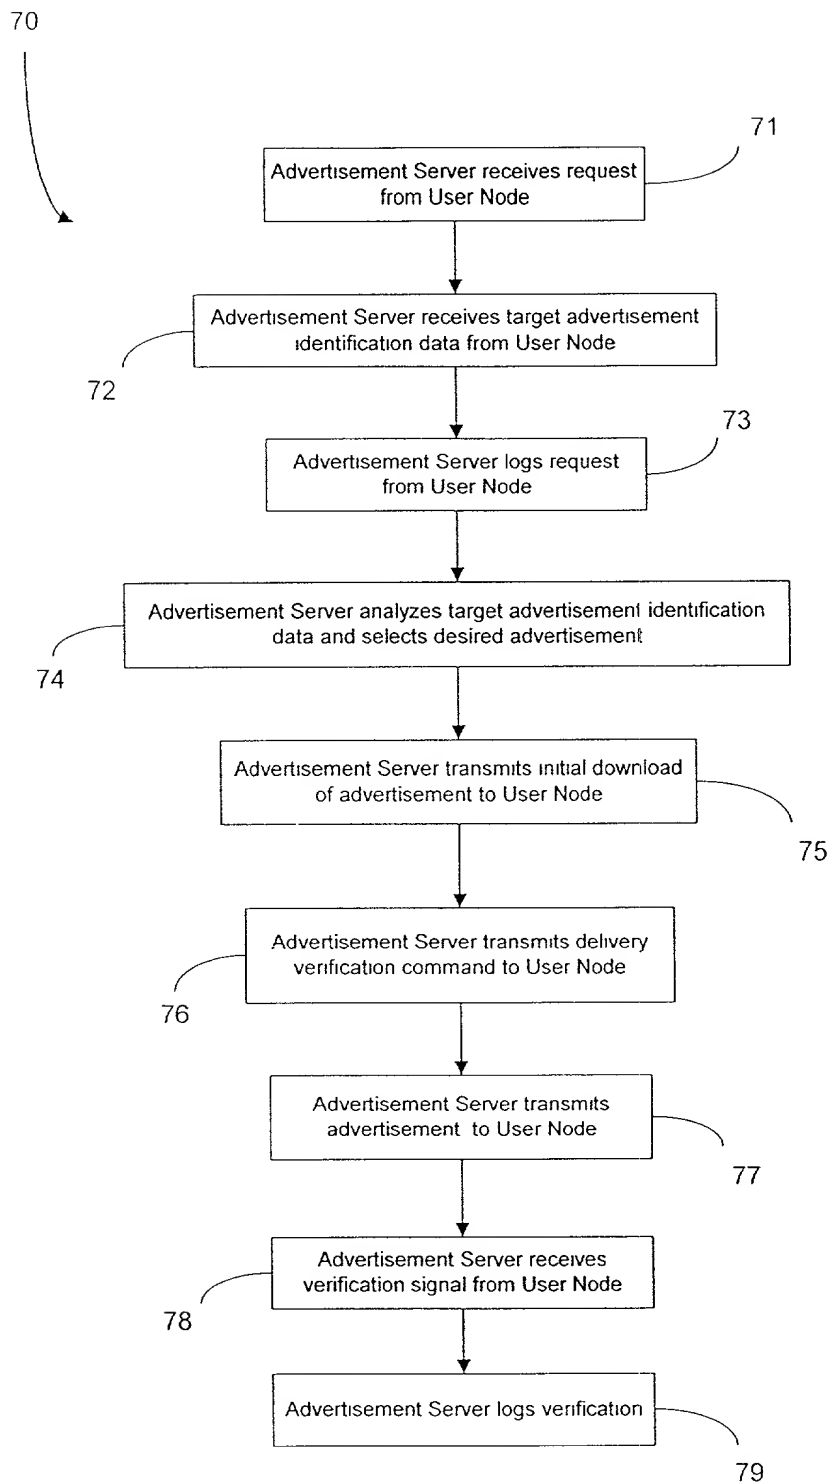 70
71
Advertisement Server receives request
from User Node
Advertisement Server receives target advertisement
identification data from User Node
72
73
Advertisement Server logs request
from User Node
Advertisement Server analyzes target advertisement identification
data and selects desired advertisement
74
Advertisement Server transmits initial download
of advertisement to User Node
75
Advertisement Server transmits delivery
verification command to User Node
76
Advertisement Server transmits
advertisement to User Node
77
Advertisement Server receives
verification signal from User Node
78
Advertisement Server logs verification
79